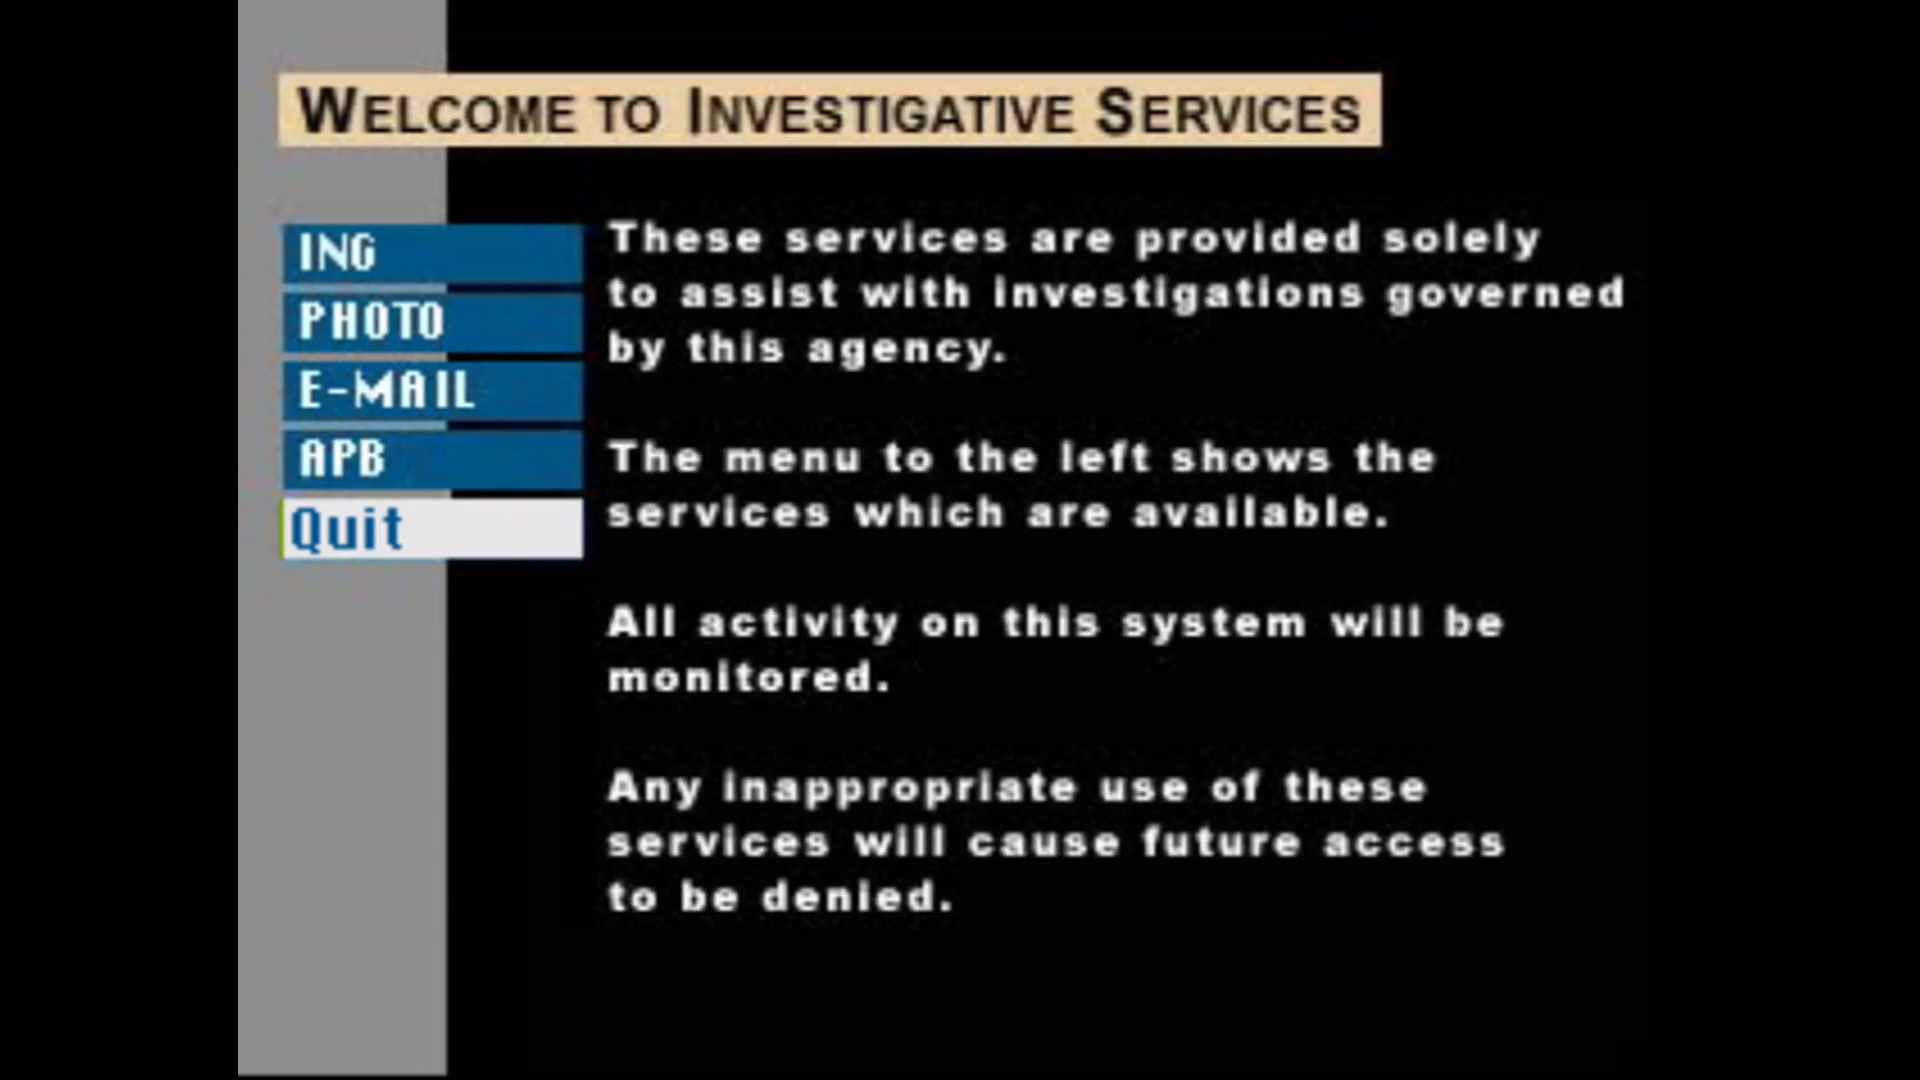 WELCOME TO INVESTIGATIVE SERVICES
ING
PHOTO
E-MAIL
APB
Quit
These services are provided solely
to assist with investigations governed
by this agency.
The menu to the left shows the
services which are available.
All activity on this system will be
monitored.
Any inappropriate use of these
services will cause future access
to be denied.